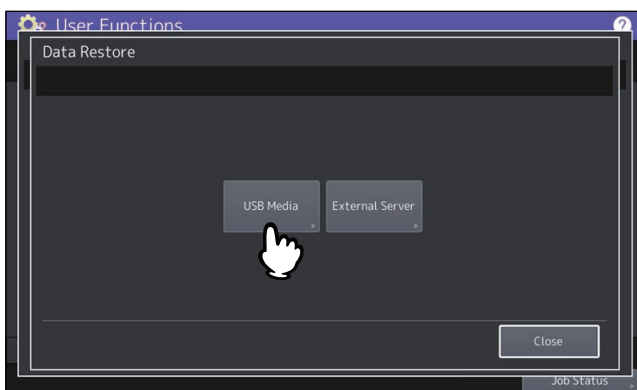 User Functions
?
Data Restore
USB Media
External Server
Close
Job Status